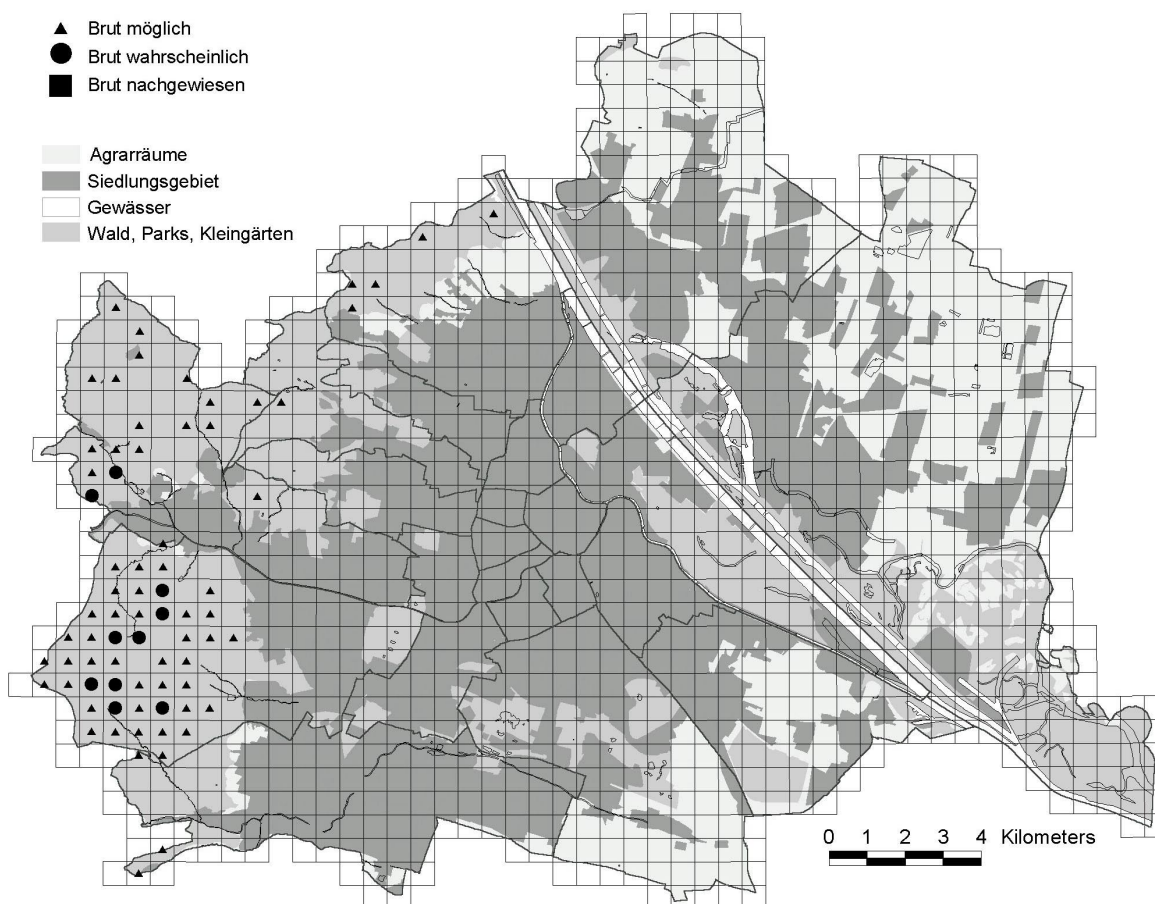 Brut möglich
Brut wahrscheinlich
Brut nachgewiesen
Agrarräume
Siedlungsgebiet
Gewässer
Wald, Parks, Kleingärten
0 1 2 3 4 Kilometers